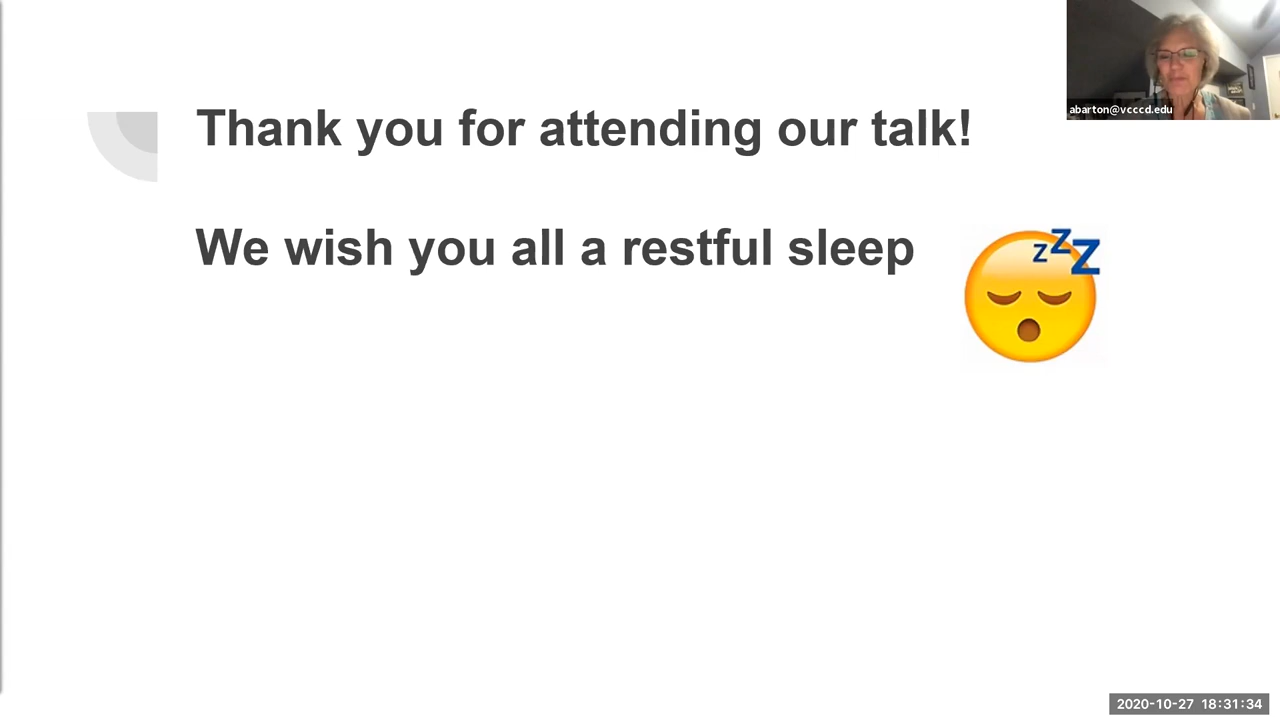 abarton@vcccd.edu
Thank you for attending our talk!
We wish you all a restful sleep
z z Z
2020-10-27 18:31:34